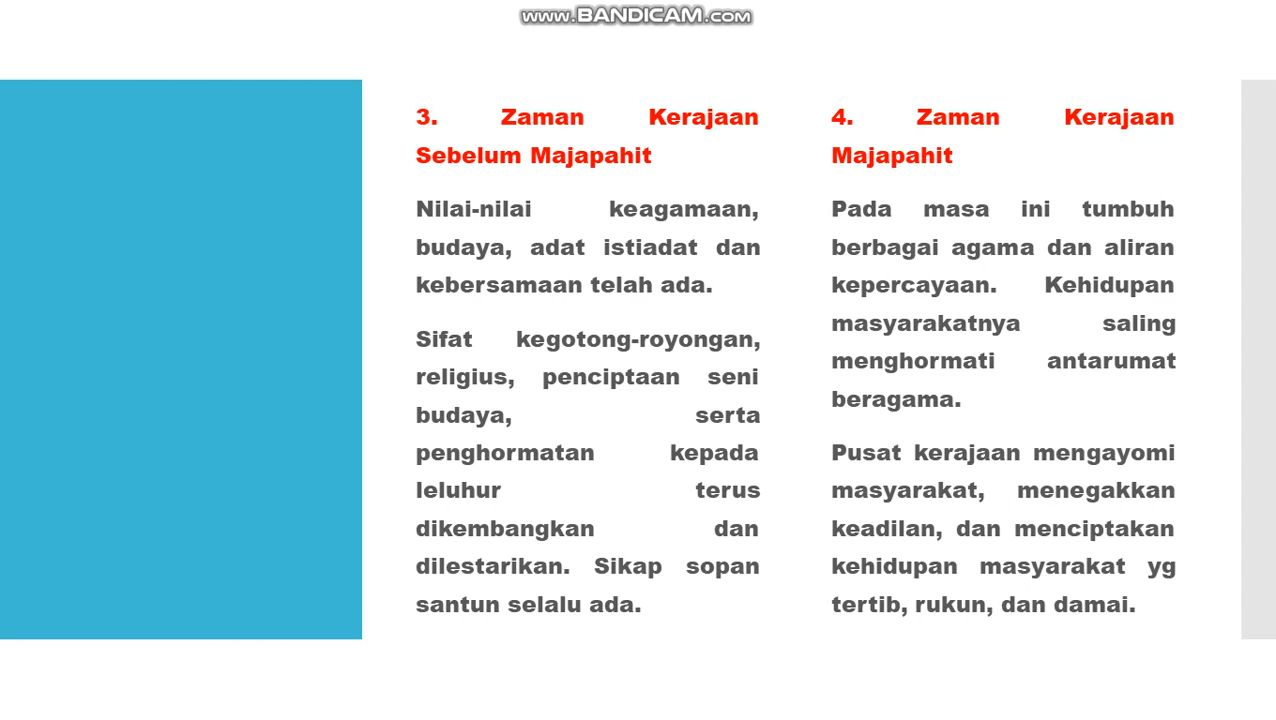 www.BANDICAM.com
3. Zaman Kerajaan
Sebelum Majapahit
Nilai-nilai keagamaan,
budaya, adat istiadat dan
kebersamaan telah ada.
Sifat kegotong-royongan,
religius, penciptaan seni
budaya, serta
penghormatan kepada
leluhur terus
dikembangkan dan
dilestarikan. Sikap sopan
santun selalu ada.
4. Zaman Kerajaan
Majapahit
Pada masa ini tumbuh
berbagai agama dan aliran
kepercayaan. Kehidupan
masyarakatnya saling
menghormati antarumat
beragama.
Pusat kerajaan mengayomi
masyarakat, menegakkan
keadilan, dan menciptakan
kehidupan masyarakat yg
tertib, rukun, dan damai.